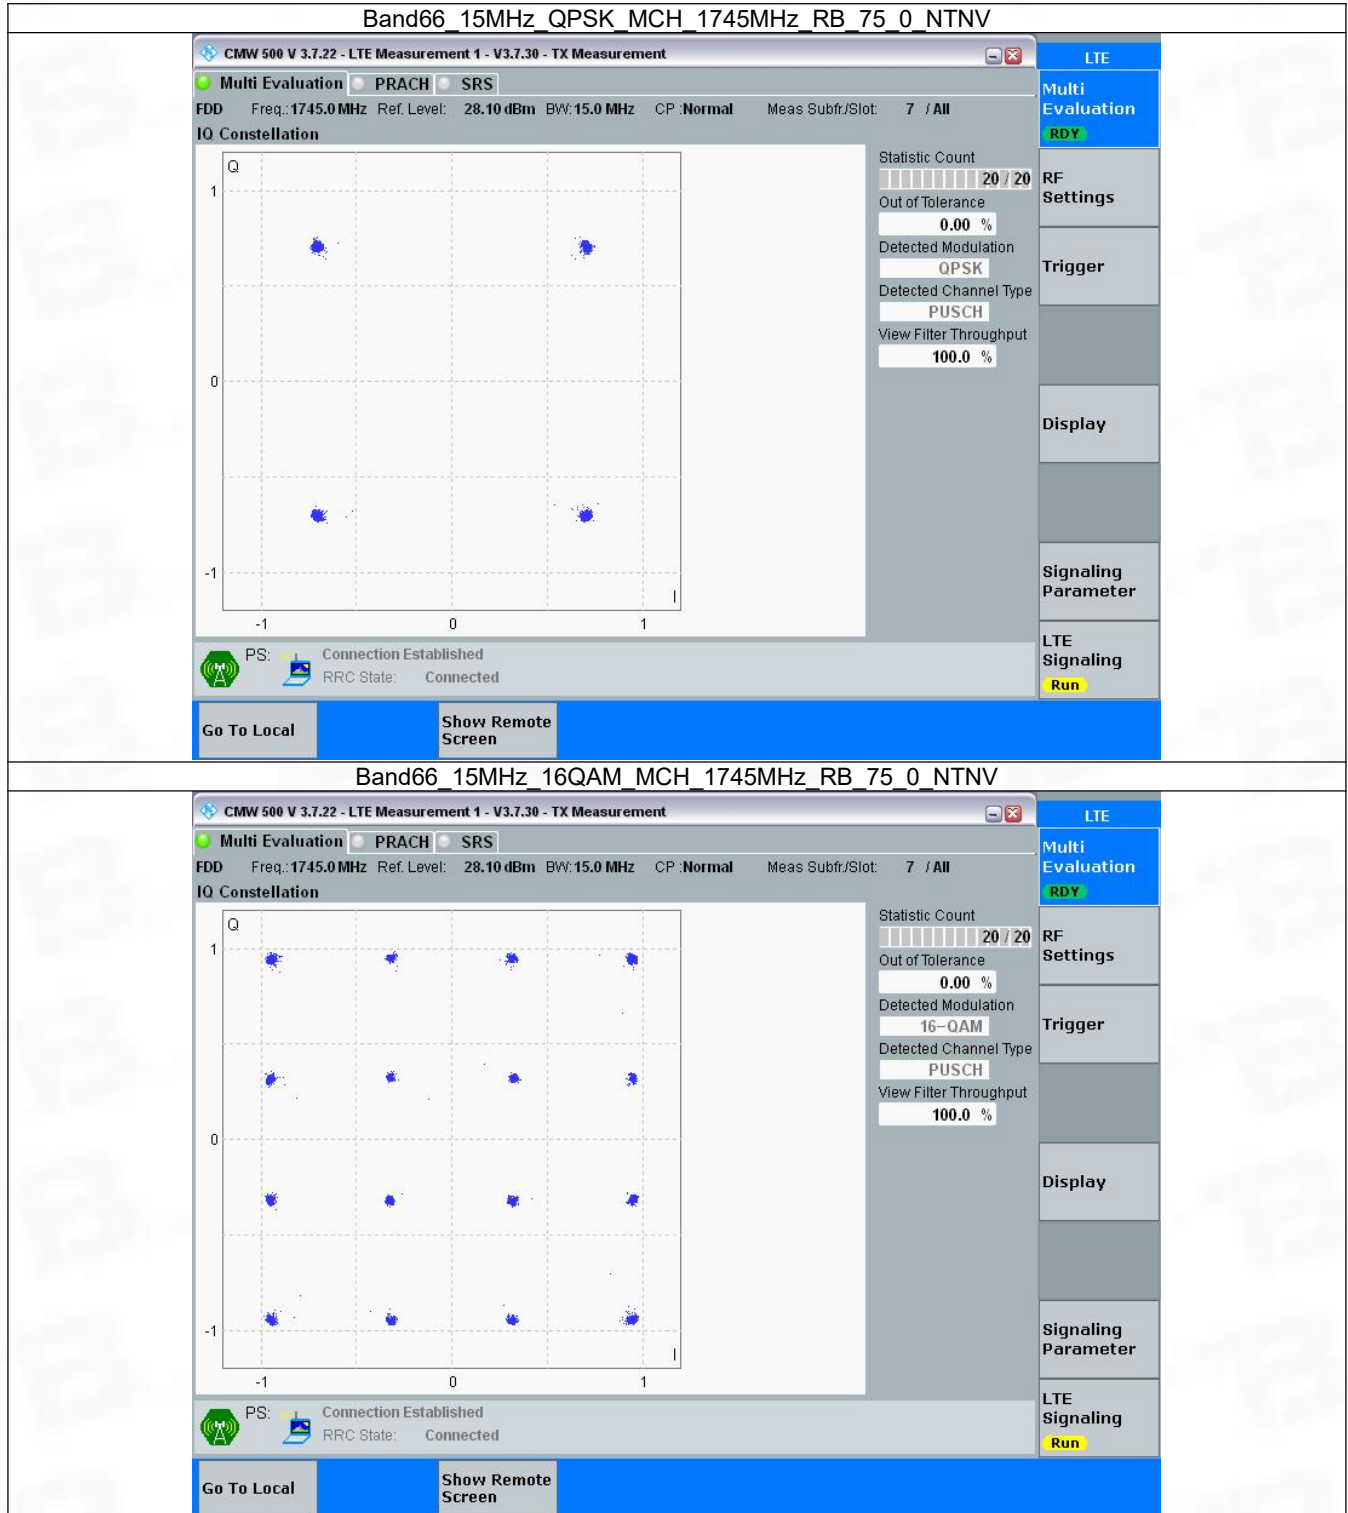 Band66_15MHz_QPSK_MCH_1745MHz_RB_75_0_NTNV
CMW 500 V 3.7.22 - LTE Measurement 1 - V3.7.30 - TX Measurement
LTE
Multi Evaluation PRACH SRS
Multi
Evaluation
RDY
FDD Freq.: 1745.0 MHz Ref. Level: 28.10 dBm BW: 15.0 MHz CP : Normal Meas Subfr./Slot: 7 / All
IQ Constellation
Q
1
0
-1
I
-1 0 1
Statistic Count
20 / 20
Out of Tolerance
0.00 %
Detected Modulation
QPSK
Detected Channel Type
PUSCH
View Filter Throughput
100.0 %
RF
Settings
Trigger
Display
Signaling
Parameter
LTE
Signaling
Run
PS: Connection Established
RRC State: Connected
Go To Local
Show Remote
Screen
Band66_15MHz_16QAM_MCH_1745MHz_RB_75_0_NTNV
CMW 500 V 3.7.22 - LTE Measurement 1 - V3.7.30 - TX Measurement
LTE
Multi Evaluation PRACH SRS
Multi
Evaluation
RDY
FDD Freq.: 1745.0 MHz Ref. Level: 28.10 dBm BW: 15.0 MHz CP : Normal Meas Subfr./Slot: 7 / All
IQ Constellation
Q
1
0
-1
I
-1 0 1
Statistic Count
20 / 20
Out of Tolerance
0.00 %
Detected Modulation
16-QAM
Detected Channel Type
PUSCH
View Filter Throughput
100.0 %
RF
Settings
Trigger
Display
Signaling
Parameter
LTE
Signaling
Run
PS: Connection Established
RRC State: Connected
Go To Local
Show Remote
Screen